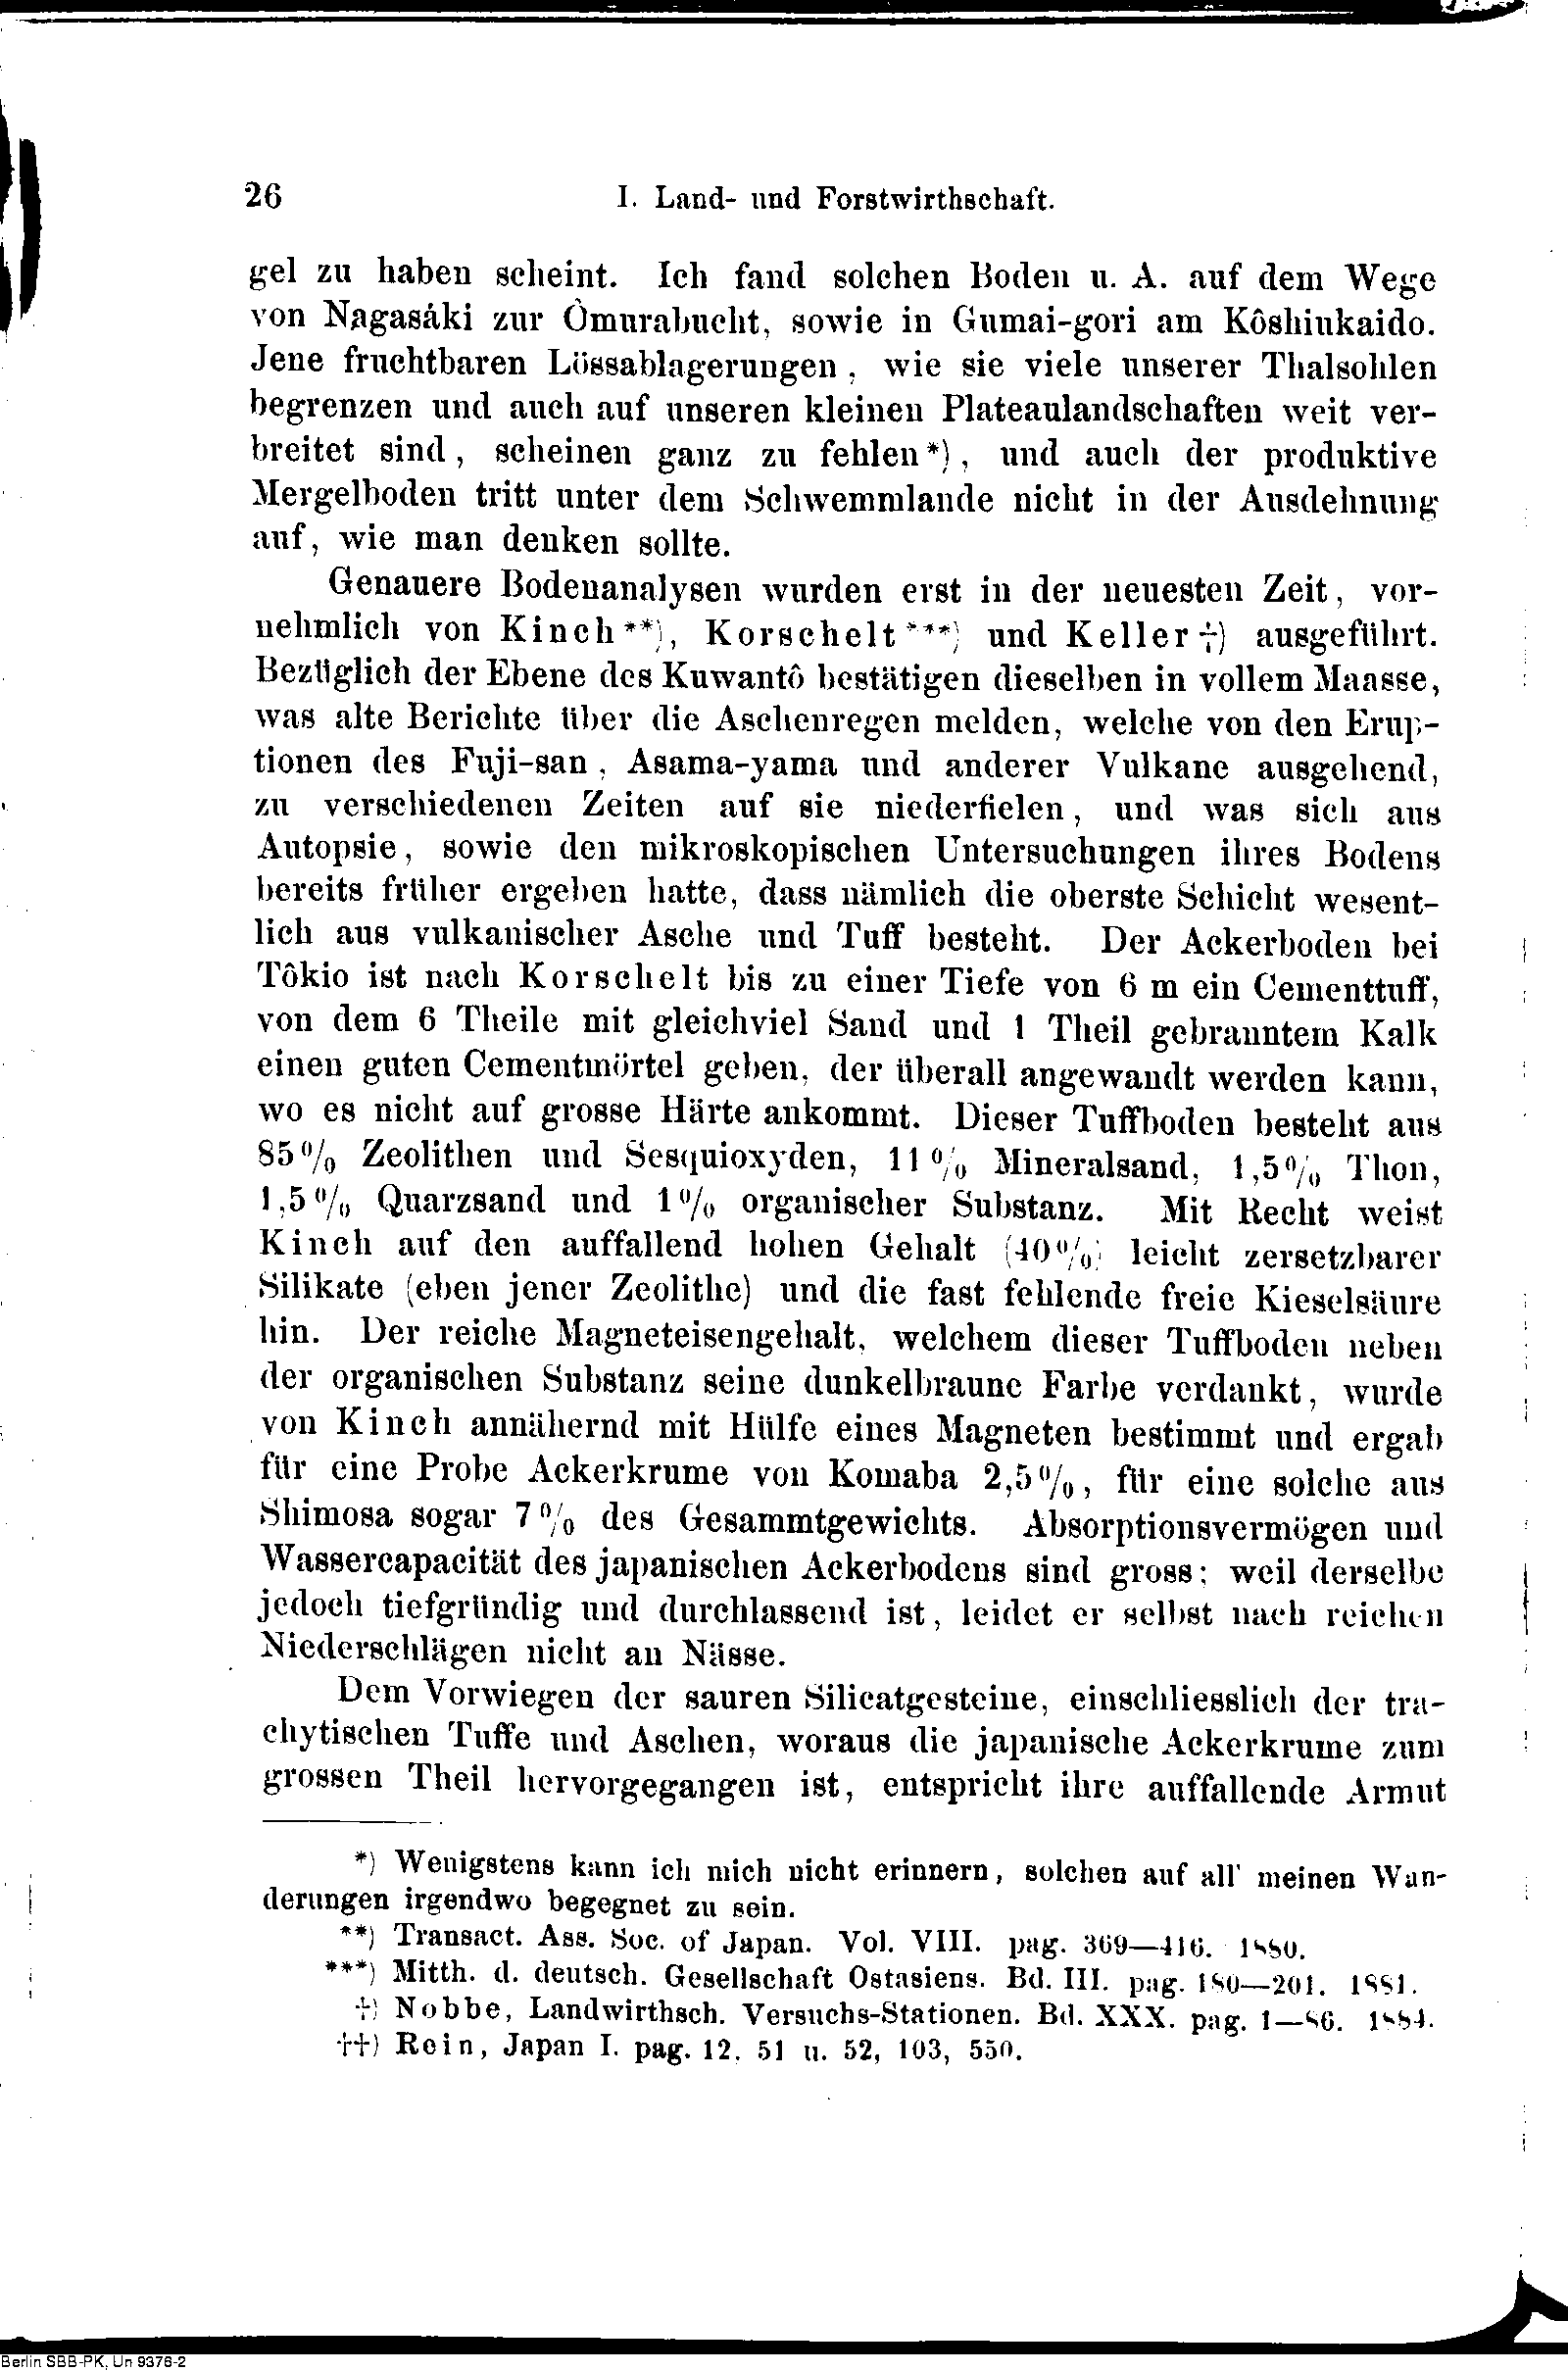 26
I. Land- und Forstwirthschaft.
gel zu haben scheint. Ich fand solchen Boden u. A. auf dem Wege
von Nagasáki zur Ômurabucht, sowie in Gumai-gori am Kôshiukaido.
Jene fruchtbaren Lössablagerungen, wie sie viele unserer Thalsohlen
begrenzen und auch auf unseren kleinen Plateaulandschaften weit ver-
breitet sind, scheinen ganz zu fehlen*), und auch der produktive
Mergelboden tritt unter dem Schwemmlande nicht in der Ausdehnung
auf, wie man denken sollte.
Genauere Bodenanalysen wurden erst in der neuesten Zeit, vor-
nehmlich von Kinch**), Korschelt***) und Keller†) ausgeführt.
Bezüglich der Ebene des Kuwantô bestätigen dieselben in vollem Maasse,
was alte Berichte über die Aschenregen melden, welche von den Erup-
tionen des Fuji-san, Asama-yama und anderer Vulkane ausgehend,
zu verschiedenen Zeiten auf sie niederfielen, und was sich aus
Autopsie, sowie den mikroskopischen Untersuchungen ihres Bodens
bereits früher ergeben hatte, dass nämlich die oberste Schicht wesent-
lich aus vulkanischer Asche und Tuff besteht. Der Ackerboden bei
Tôkio ist nach Korschelt bis zu einer Tiefe von 6 m ein Cementtuff,
von dem 6 Theile mit gleichviel Sand und 1 Theil gebranntem Kalk
einen guten Cementmörtel geben, der überall angewandt werden kann,
wo es nicht auf grosse Härte ankommt. Dieser Tuffboden besteht aus
85% Zeolithen und Sesquioxyden, 11% Mineralsand, 1,5% Thon,
1,5% Quarzsand und 1% organischer Substanz. Mit Recht weist
Kinch auf den auffallend hohen Gehalt (40%) leicht zersetzbarer
Silikate (eben jener Zeolithe) und die fast fehlende freie Kieselsäure
hin. Der reiche Magneteisengehalt, welchem dieser Tuffboden neben
der organischen Substanz seine dunkelbraune Farbe verdankt, wurde
von Kinch annähernd mit Hülfe eines Magneten bestimmt und ergab
für eine Probe Ackerkrume von Komaba 2,5%, für eine solche aus
Shimosa sogar 7% des Gesammtgewichts. Absorptionsvermögen und
Wassercapacität des japanischen Ackerbodens sind gross; weil derselbe
jedoch tiefgründig und durchlassend ist, leidet er selbst nach reichen
Niederschlägen nicht an Nässe.
Dem Vorwiegen der sauren Silicatgesteine, einschliesslich der tra-
chytischen Tuffe und Aschen, woraus die japanische Ackerkrume zum
grossen Theil hervorgegangen ist, entspricht ihre auffallende Armut
*) Wenigstens kann ich mich nicht erinnern, solchen auf all' meinen Wan-
derungen irgendwo begegnet zu sein.
**) Transact. Ass. Soc. of Japan. Vol. VIII. pag. 369—416. 1880.
***) Mitth. d. deutsch. Gesellschaft Ostasiens. Bd. III. pag. 180—201. 1881.
†) Nobbe, Landwirthsch. Versuchs-Stationen. Bd. XXX. pag. 1—86. 1884.
††) Rein, Japan I. pag. 12, 51 u. 52, 103, 550.
Berlin SBB-PK, Un 9376-2